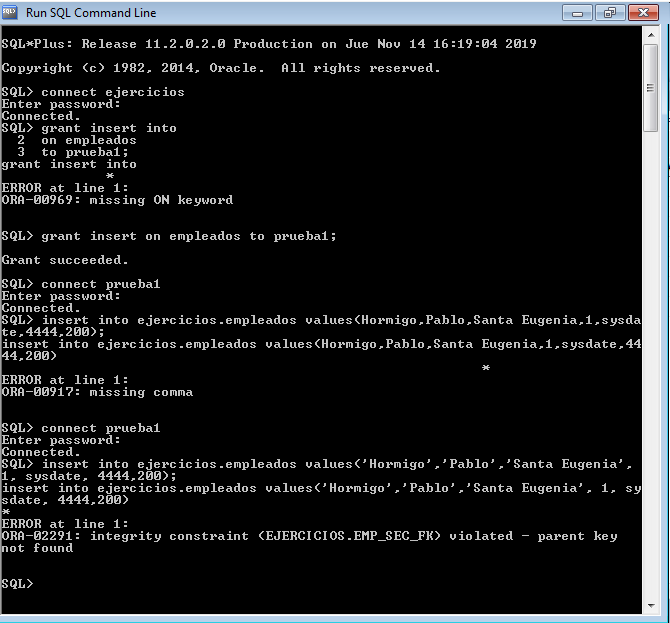 SQL> Run SQL Command Line
SQL*Plus: Release 11.2.0.2.0 Production on Jue Nov 14 16:19:04 2019
Copyright (c) 1982, 2014, Oracle.  All rights reserved.
SQL> connect ejercicios
Enter password:
Connected.
SQL> grant insert into
  2  on empleados
  3  to prueba1;
grant insert into
             *
ERROR at line 1:
ORA-00969: missing ON keyword
SQL> grant insert on empleados to prueba1;
Grant succeeded.
SQL> connect prueba1
Enter password:
Connected.
SQL> insert into ejercicios.empleados values(Hormigo,Pablo,Santa Eugenia,1,sysda
te,4444,200);
insert into ejercicios.empleados values(Hormigo,Pablo,Santa Eugenia,1,sysdate,44
44,200)
                                                            *
ERROR at line 1:
ORA-00917: missing comma
SQL> connect prueba1
Enter password:
Connected.
SQL> insert into ejercicios.empleados values('Hormigo','Pablo','Santa Eugenia',
1, sysdate, 4444,200);
insert into ejercicios.empleados values('Hormigo','Pablo','Santa Eugenia', 1, sy
sdate, 4444,200)
*
ERROR at line 1:
ORA-02291: integrity constraint (EJERCICIOS.EMP_SEC_FK) violated - parent key
not found
SQL>